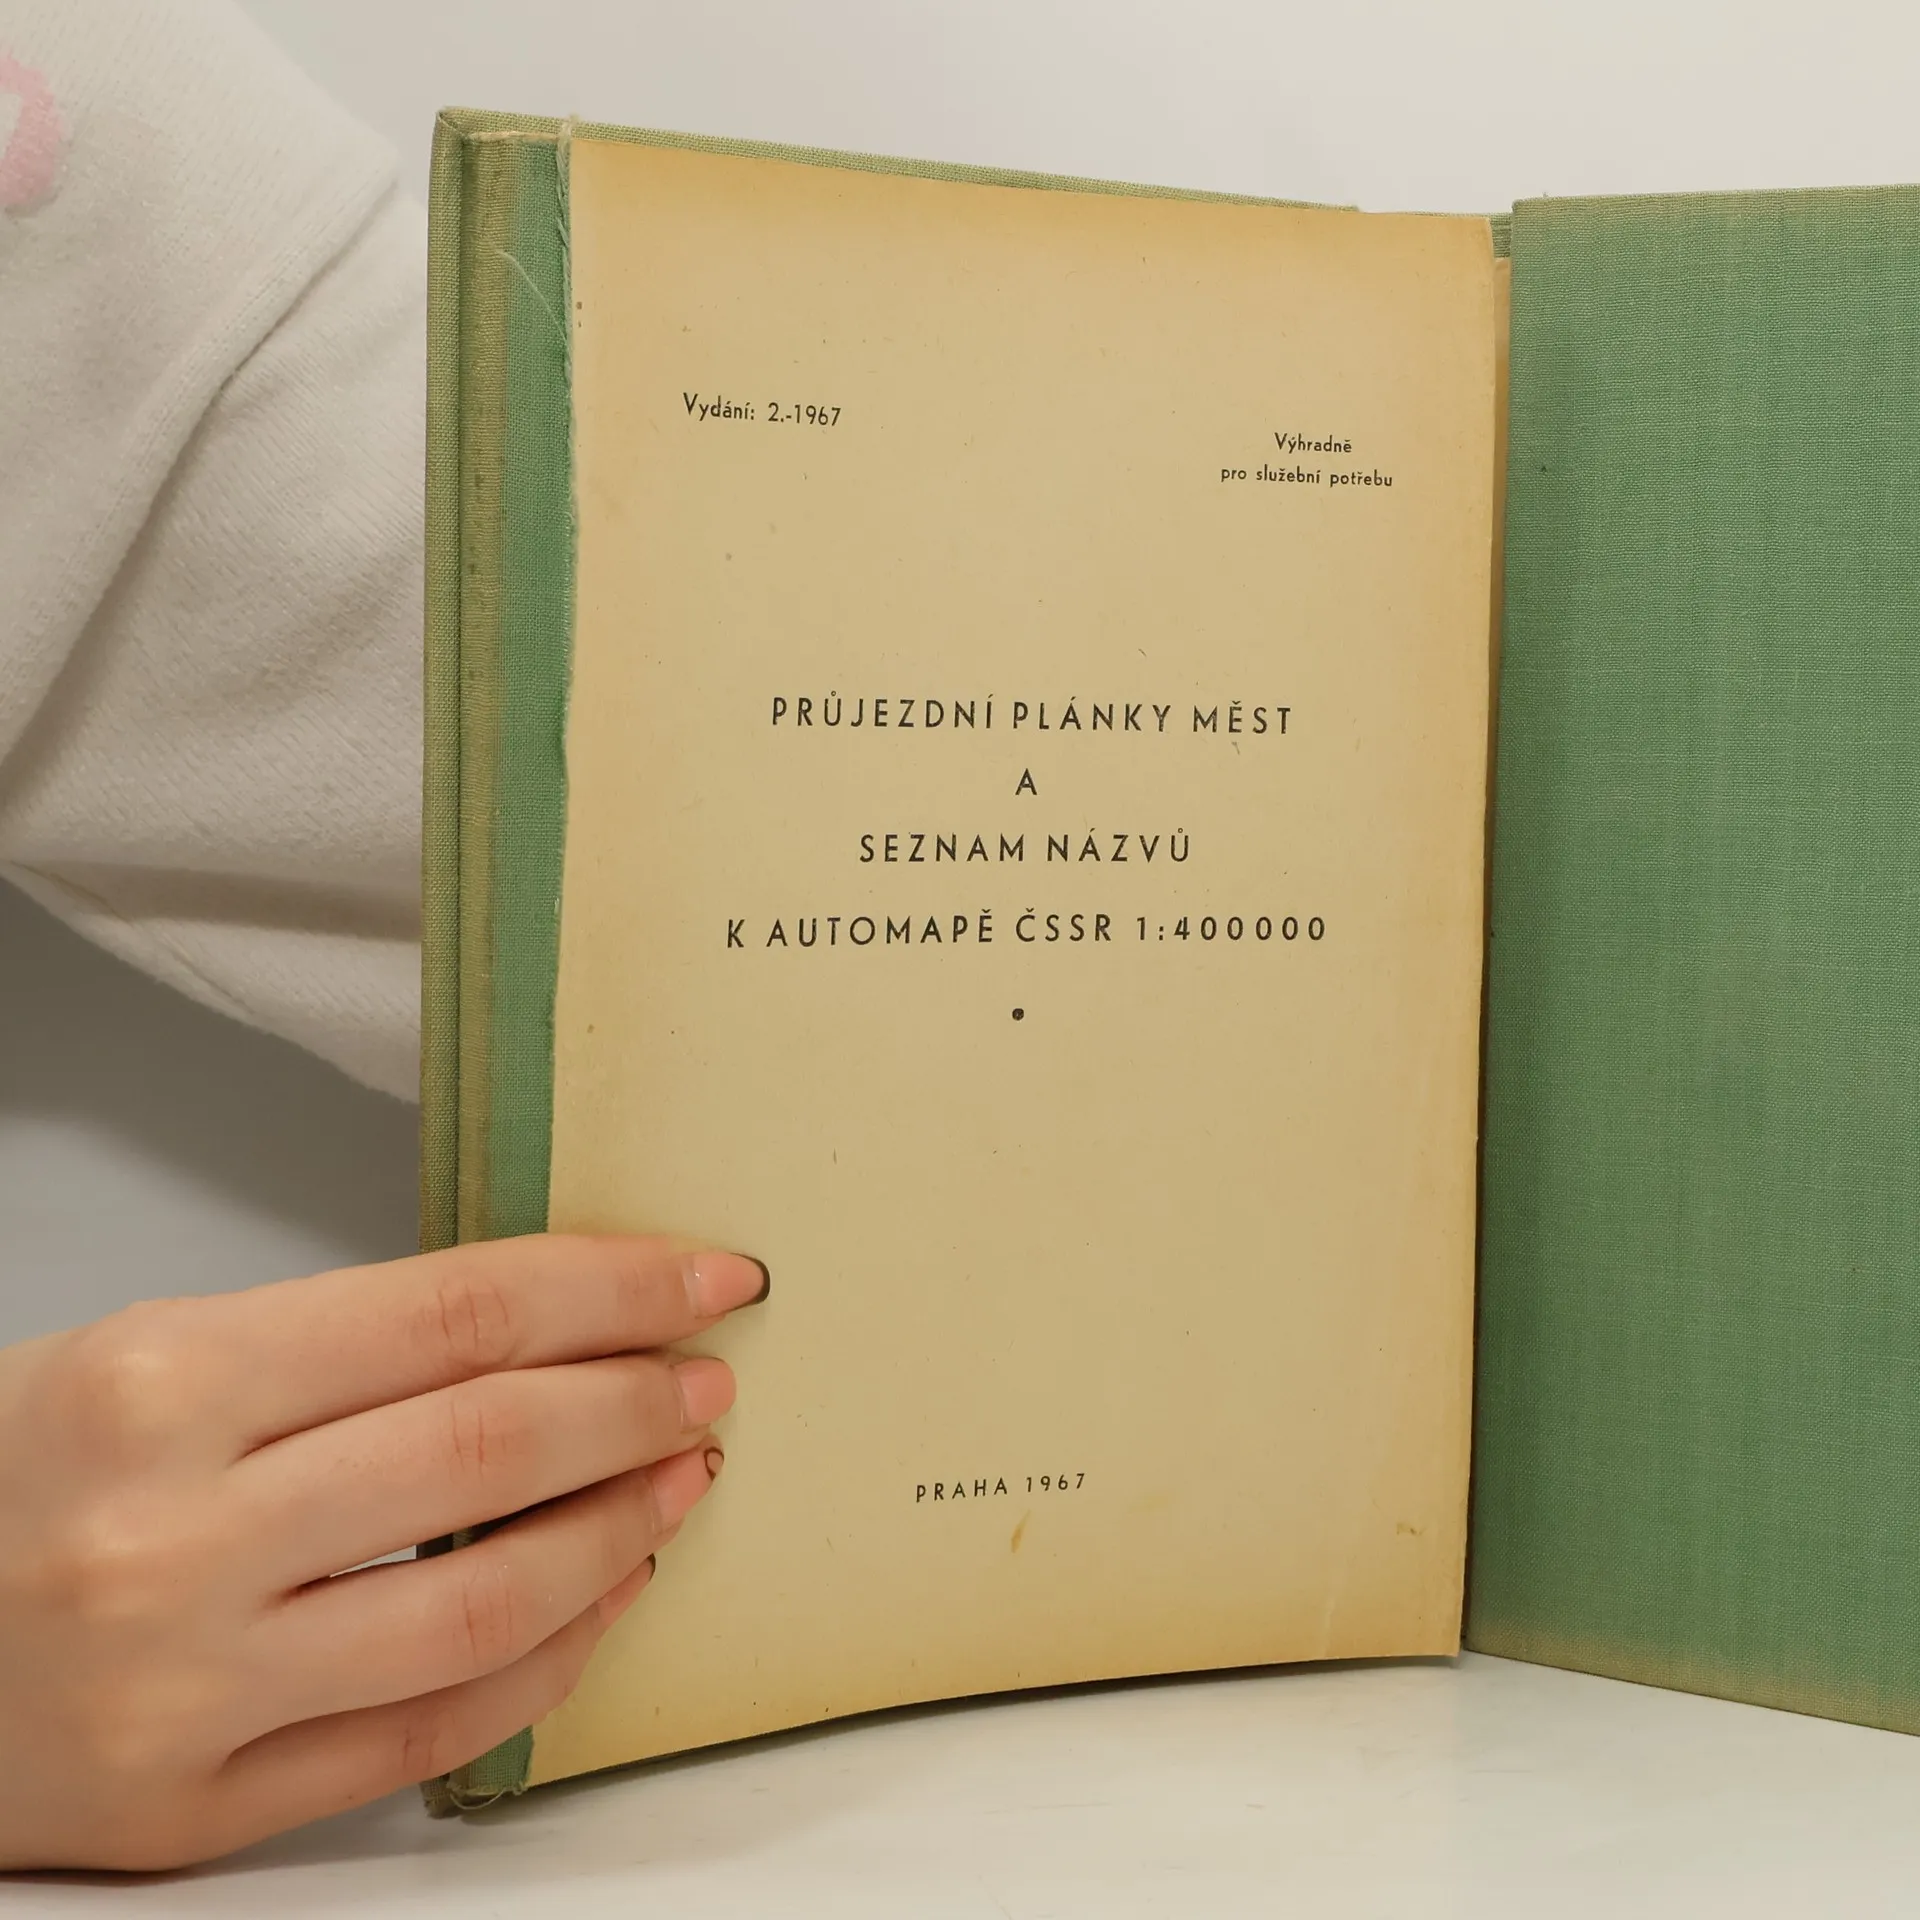 Vydání: 2.-1967
Výhradně
pro služební potřebu
PRŮJEZDNÍ PLÁNKY MĚST
A
SEZNAM NÁZVŮ
K AUTOMAPĚ ČSSR 1:400000
PRAHA 1967